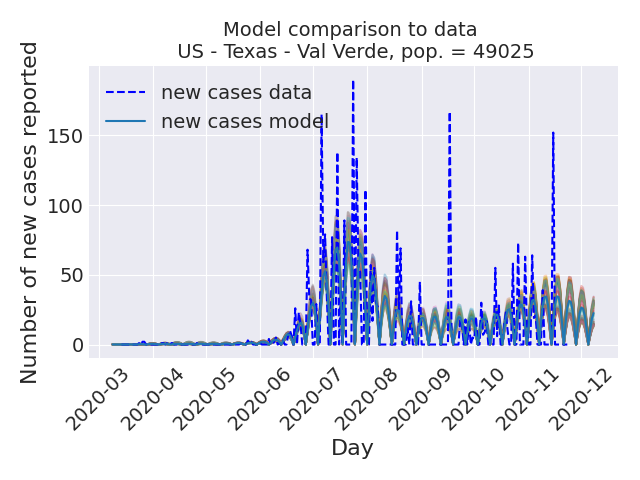 Model comparison to data
US - Texas - Val Verde, pop. = 49025
new cases data
new cases model
Number of new cases reported
150
100
50
0
2020-03
2020-04
2020-05
2020-06
2020-07
2020-08
2020-09
2020-10
2020-11
2020-12
Day